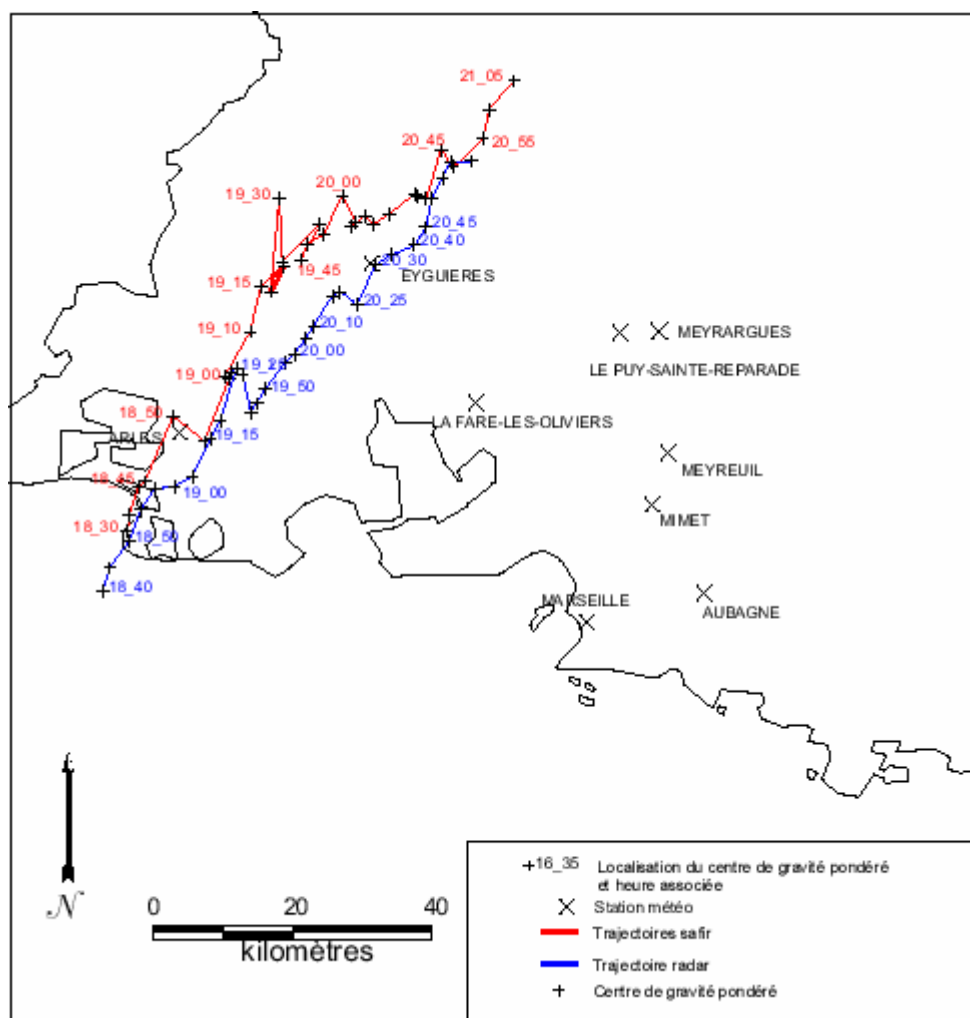 21_05
20_45
20_55
20_00
19_30
20_45
20_40
19_45
20_30
EYGUIERES
19_15
20_25
20_10
19_10
MEYRARGUES
20_00
LE PUY-SAINTE-REPARADE
19_00
19_50
18_50
LA FARE-LES-OLIVIERS
19_15
MEYREUIL
18_45
19_00
MIMET
18_30
18_50
18_40
MARSEILLE
AUBAGNE
N
0 20 40
kilomètres
16_35 Localisation du centre de gravité pondéré
et heure associée
Station météo
Trajectoires safir
Trajectoire radar
Centre de gravité pondéré